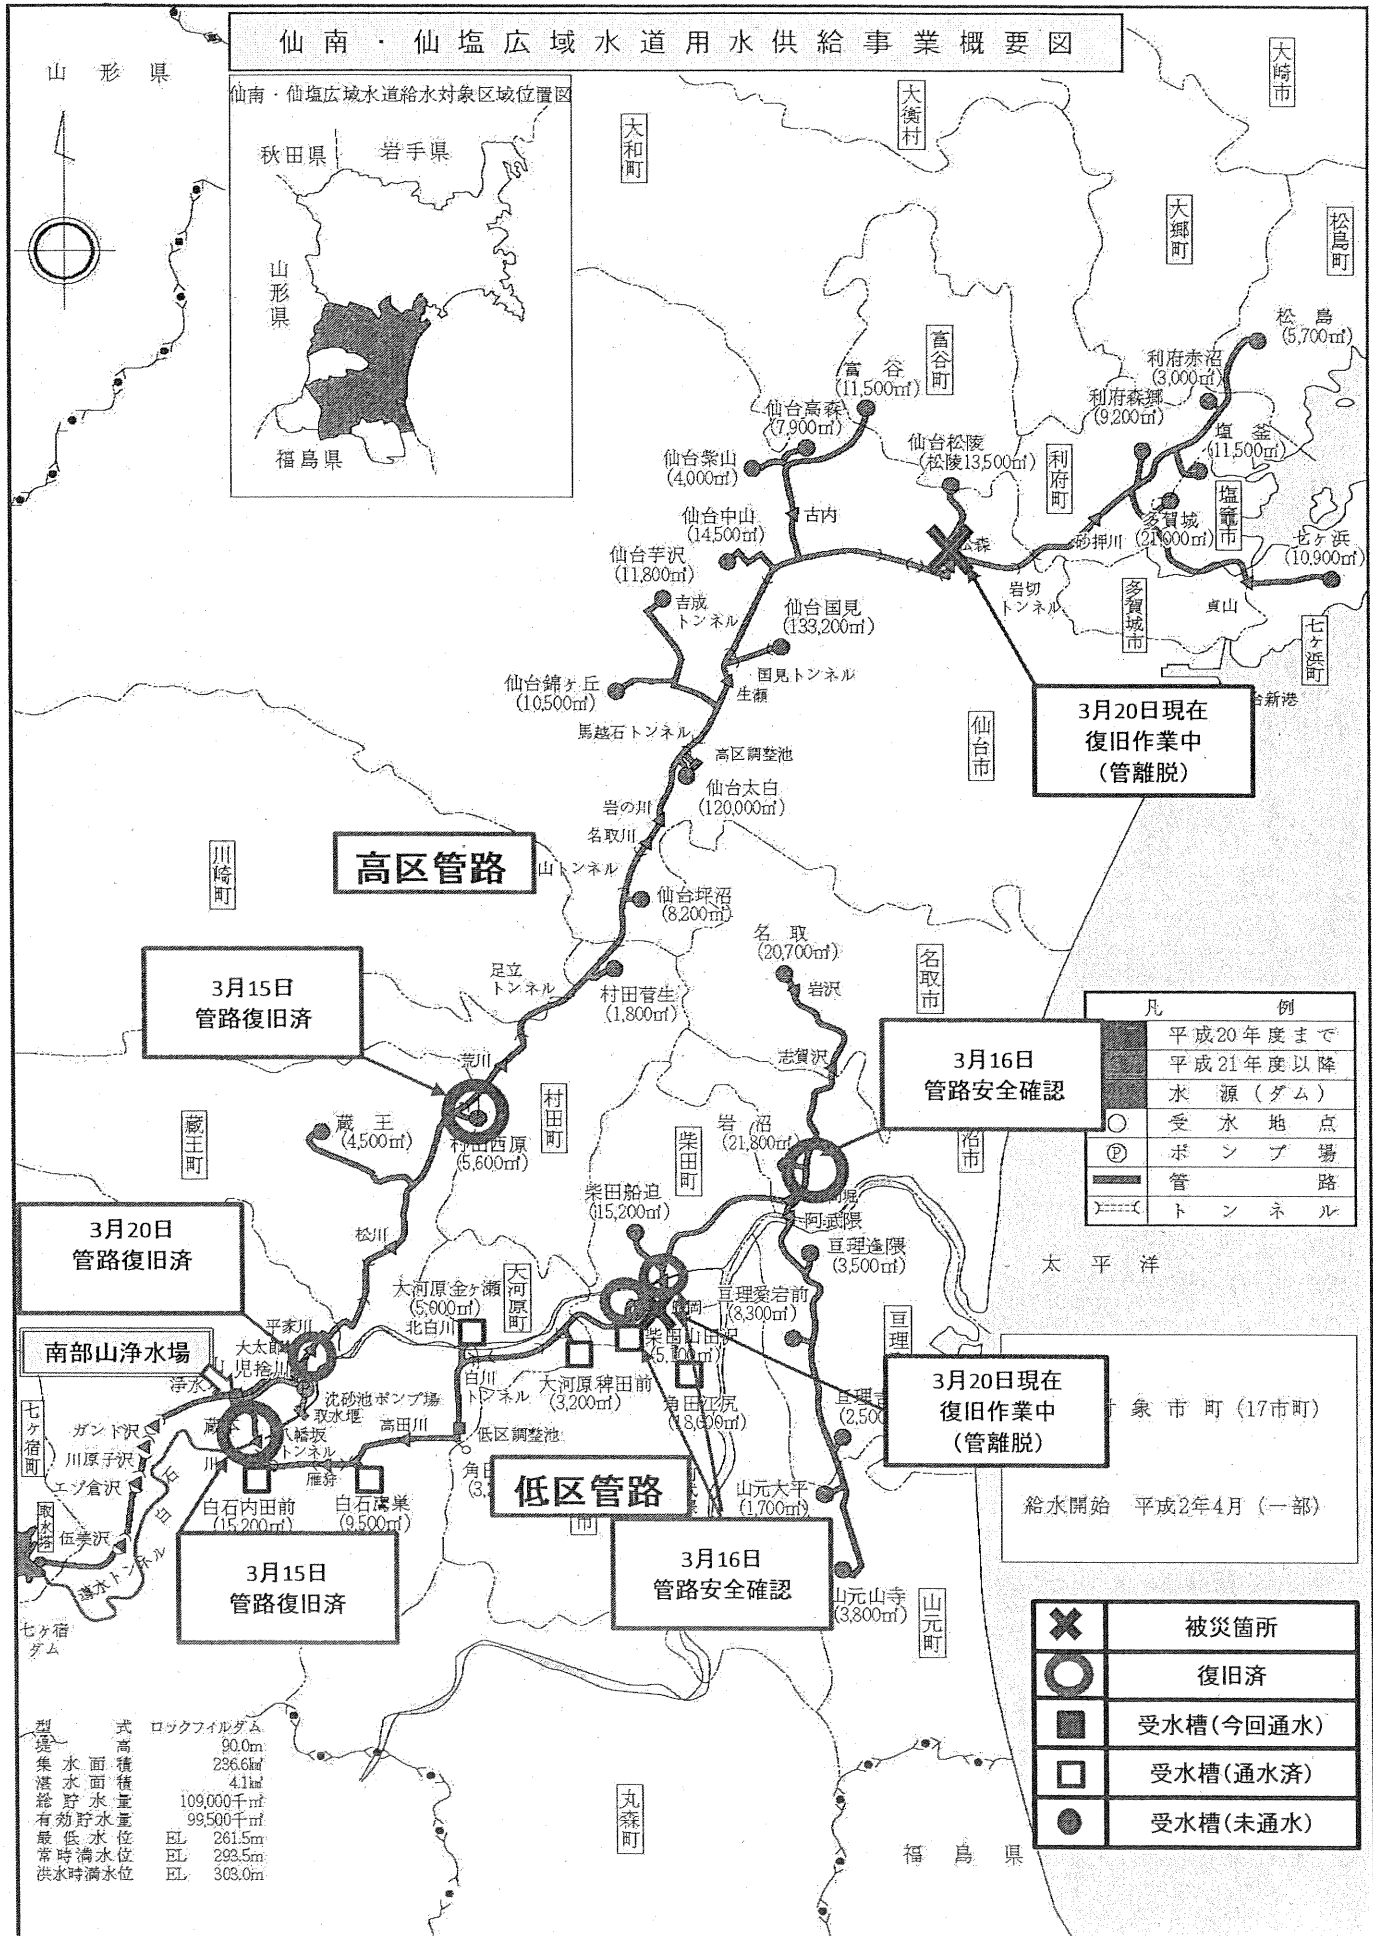 仙南・仙塩広域水道用水供給事業概要図
山形県
仙南・仙塩広域水道給水対象区域位置図
秋田県
岩手県
山形県
福島県
大和町
大衡村
大崎市
大郷町
松島町
富谷町
松島
(5,700㎥)
利府赤沼
(3,000㎥)
利府森郷
(9,200㎥)
塩釜
(11,500㎥)
富谷
(11,500㎥)
仙台高森
(7,900㎥)
仙台松陵
(松陵13,500㎥)
利府町
仙台紫山
(4,000㎥)
塩竈市
仙台中山
(14,500㎥)
古内
砂押川
多賀城
(21,000㎥)
七ヶ浜
(10,900㎥)
仙台芋沢
(11,800㎥)
吉成
トンネル
仙台国見
(133,200㎥)
岩切
トンネル
多賀城市
貞山
七ヶ浜町
国見トンネル
仙台錦ヶ丘
(10,500㎥)
生瀬
馬越石トンネル
高区調整池
仙台市
3月20日現在
復旧作業中
(管離脱)
台新港
仙台太白
(120,000㎥)
岩の川
名取川
川崎町
高区管路
山トンネル
仙台坪沼
(8,200㎥)
名取
(20,700㎥)
岩沢
名取市
3月15日
管路復旧済
足立
トンネル
村田菅生
(1,800㎥)
凡例
平成20年度まで
平成21年度以降
水源(ダム)
受水地点
Ⓟ ポンプ場
管路
トンネル
荒川
志賀沢
3月16日
管路安全確認
蔵王町
蔵王
(4,500㎥)
村田西原
(5,600㎥)
村田町
柴田町
岩沼
(21,800㎥)
沼市
柴田船迫
(15,200㎥)
阿武隈
3月20日
管路復旧済
松川
亘理逢隈
(3,500㎥)
太平洋
大河原金ヶ瀬
(5,000㎥)
北白川
大河原町
亘理愛宕前
(8,300㎥)
亘理
平家川
児捨川
南部山浄水場
柴田山田沢
(5,100㎥)
白川
トンネル
大河原稗田前
(3,200㎥)
角田江尻
(18,600㎥)
沈砂池ポンプ場
取水堰
3月20日現在
復旧作業中
(管離脱)
象市町(17市町)
七ヶ宿町
ガンド沢
川原子沢
エゾ倉沢
八幡坂
トンネル
高田川
低区調整池
雁狩
低区管路
白石内田前
(15,200㎥)
白石鷹巣
(9,500㎥)
山元大平
(1,700㎥)
給水開始 平成2年4月(一部)
取水塔
導水トンネル
3月15日
管路復旧済
3月16日
管路安全確認
山元山寺
(3,800㎥)
山元町
七ヶ宿
ダム
被災箇所
復旧済
受水槽(今回通水)
受水槽(通水済)
受水槽(未通水)
型式 ロックフィルダム
堤高 90.0m
集水面積 236.6k㎡
湛水面積 4.1k㎡
総貯水量 109,000千㎥
有効貯水量 99,500千㎥
最低水位 EL 261.5m
常時満水位 EL 293.5m
洪水時満水位 EL 303.0m
丸森町
福島県